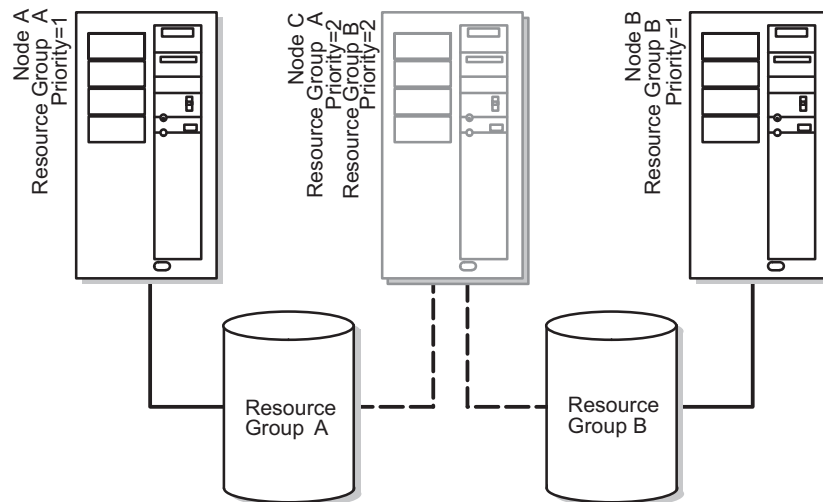 Node A
Resource Group A
Priority=1
Node C
Resource Group A
Priority=2
Resource Group B
Priority=2
Node B
Resource Group B
Priority=1
Resource
Group A
Resource
Group B